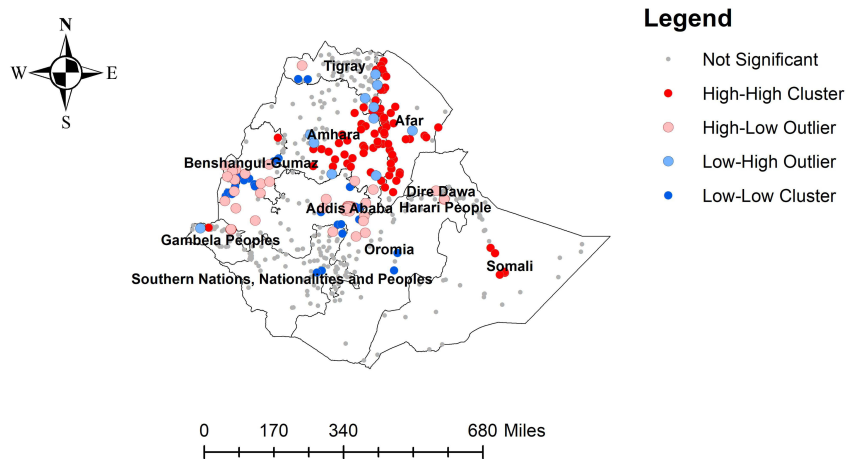 N
W E
S
Legend
Not Significant
High-High Cluster
High-Low Outlier
Low-High Outlier
Low-Low Cluster
Tigray
Afar
Amhara
Benshangul-Gumaz
Dire Dawa
Addis Ababa Harari People
Gambela Peoples
Oromia
Somali
Southern Nations, Nationalities and Peoples
0 170 340 680 Miles